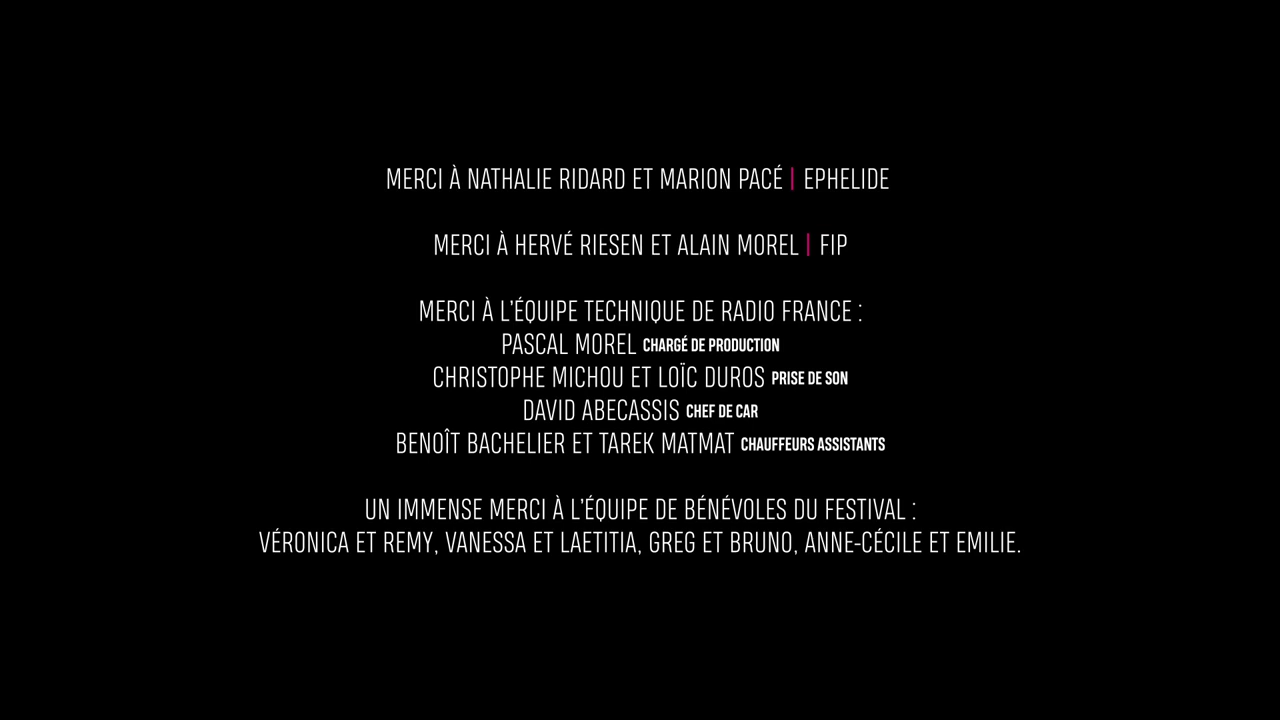 MERCI À NATHALIE RIDARD ET MARION PACÉ | EPHELIDE
MERCI À HERVÉ RIESEN ET ALAIN MOREL | FIP
MERCI À L'ÉQUIPE TECHNIQUE DE RADIO FRANCE :
PASCAL MOREL CHARGÉ DE PRODUCTION
CHRISTOPHE MICHOU ET LOÏC DUROS PRISE DE SON
DAVID ABECASSIS CHEF DE CAR
BENOÎT BACHELIER ET TAREK MATMAT CHAUFFEURS ASSISTANTS
UN IMMENSE MERCI À L'ÉQUIPE DE BÉNÉVOLES DU FESTIVAL :
VÉRONICA ET REMY, VANESSA ET LAETITIA, GREG ET BRUNO, ANNE-CÉCILE ET EMILIE.